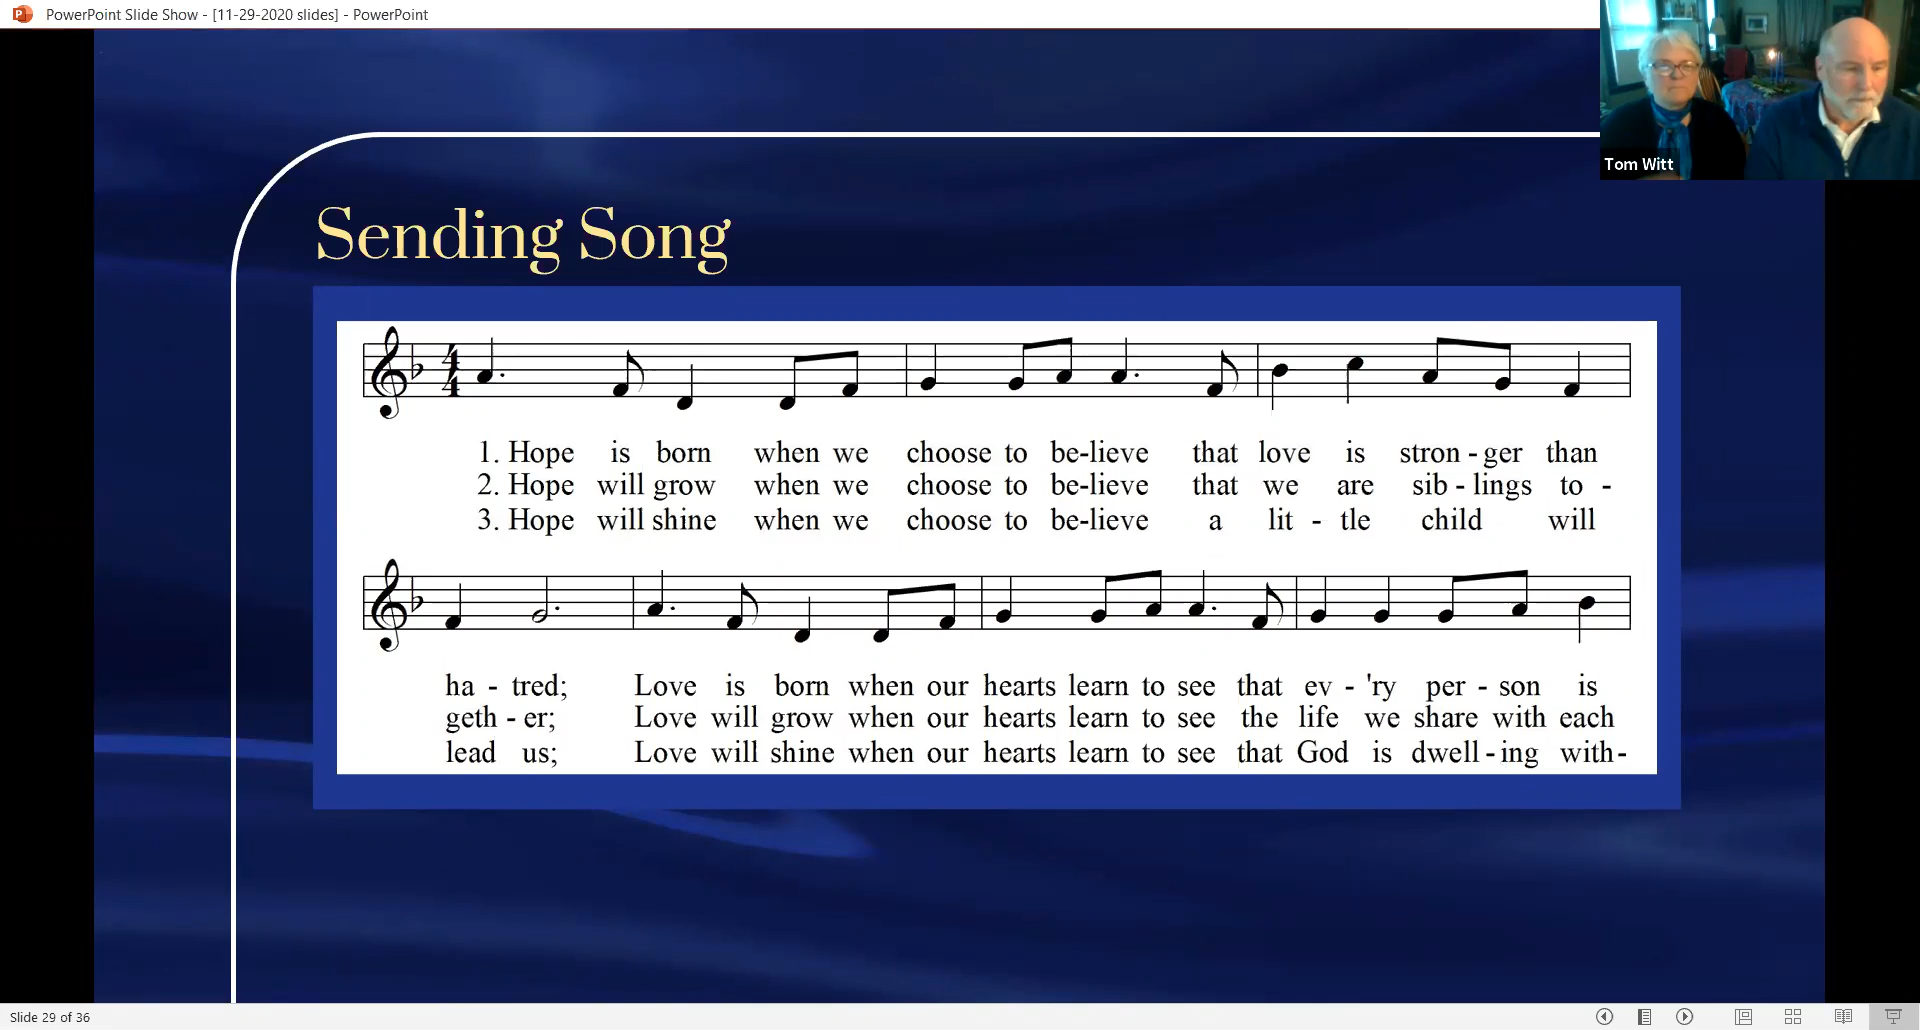 PowerPoint Slide Show - [11-29-2020 slides] - PowerPoint
Tom Witt
Sending Song
4
4
1. Hope is born when we choose to be-lieve that love is stron - ger than
2. Hope will grow when we choose to be-lieve that we are sib - lings to -
3. Hope will shine when we choose to be-lieve a lit - tle child will
ha - tred; Love is born when our hearts learn to see that ev - 'ry per - son is
geth - er; Love will grow when our hearts learn to see the life we share with each
lead us; Love will shine when our hearts learn to see that God is dwell - ing with-
Slide 29 of 36